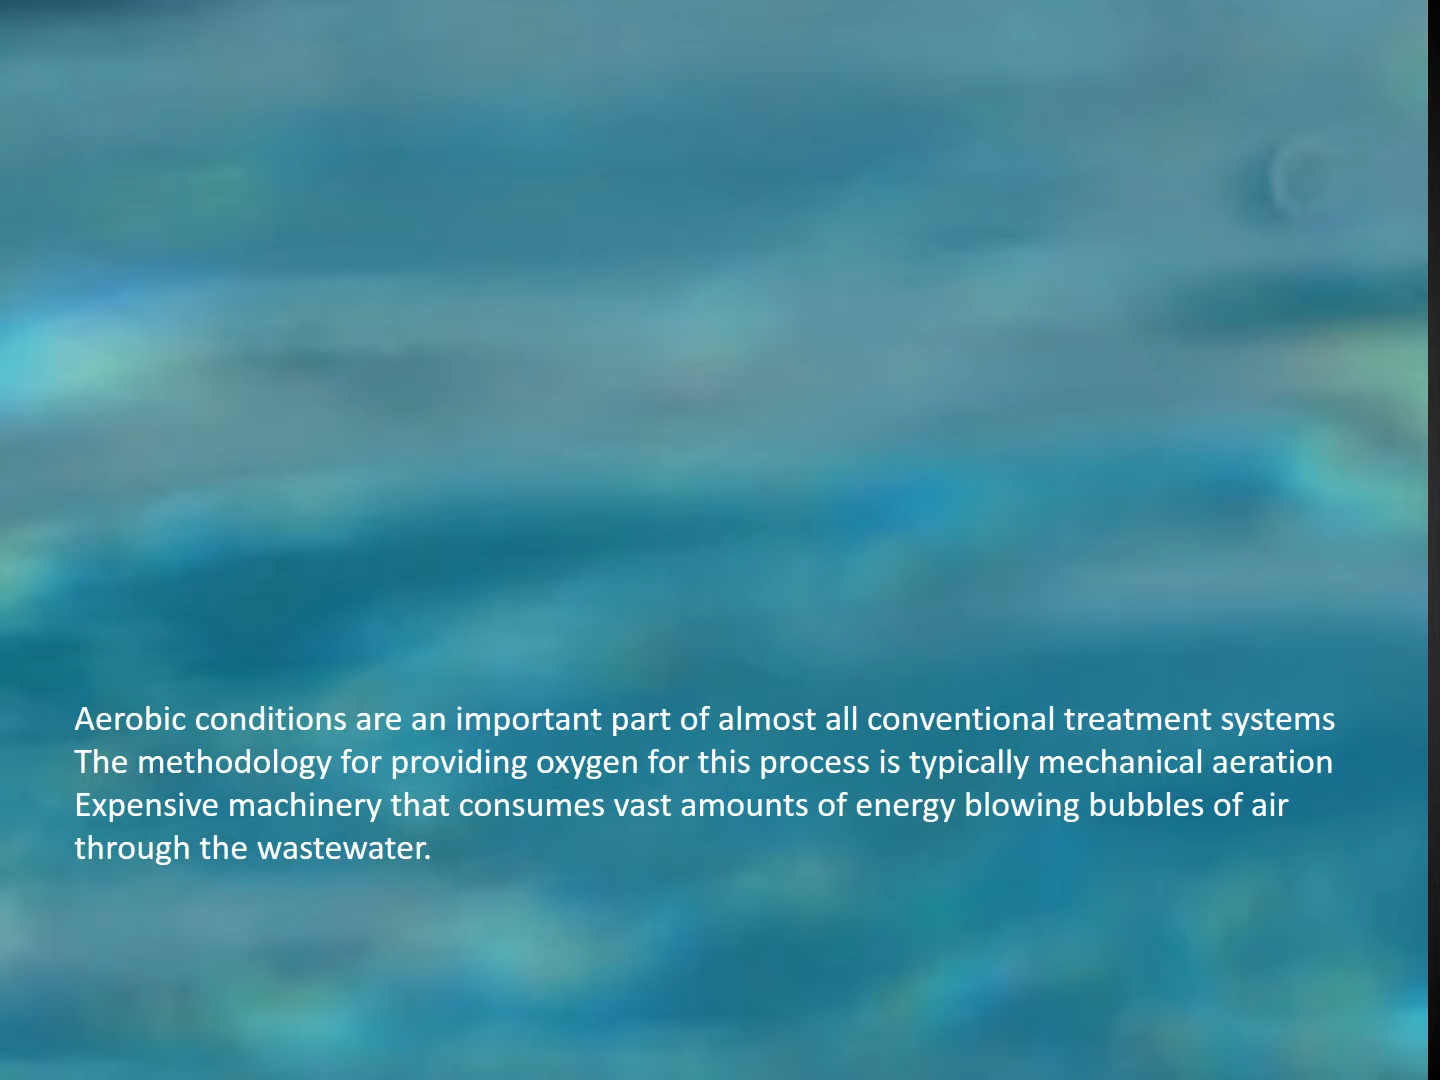 Aerobic conditions are an important part of almost all conventional treatment systems
The methodology for providing oxygen for this process is typically mechanical aeration
Expensive machinery that consumes vast amounts of energy blowing bubbles of air
through the wastewater.